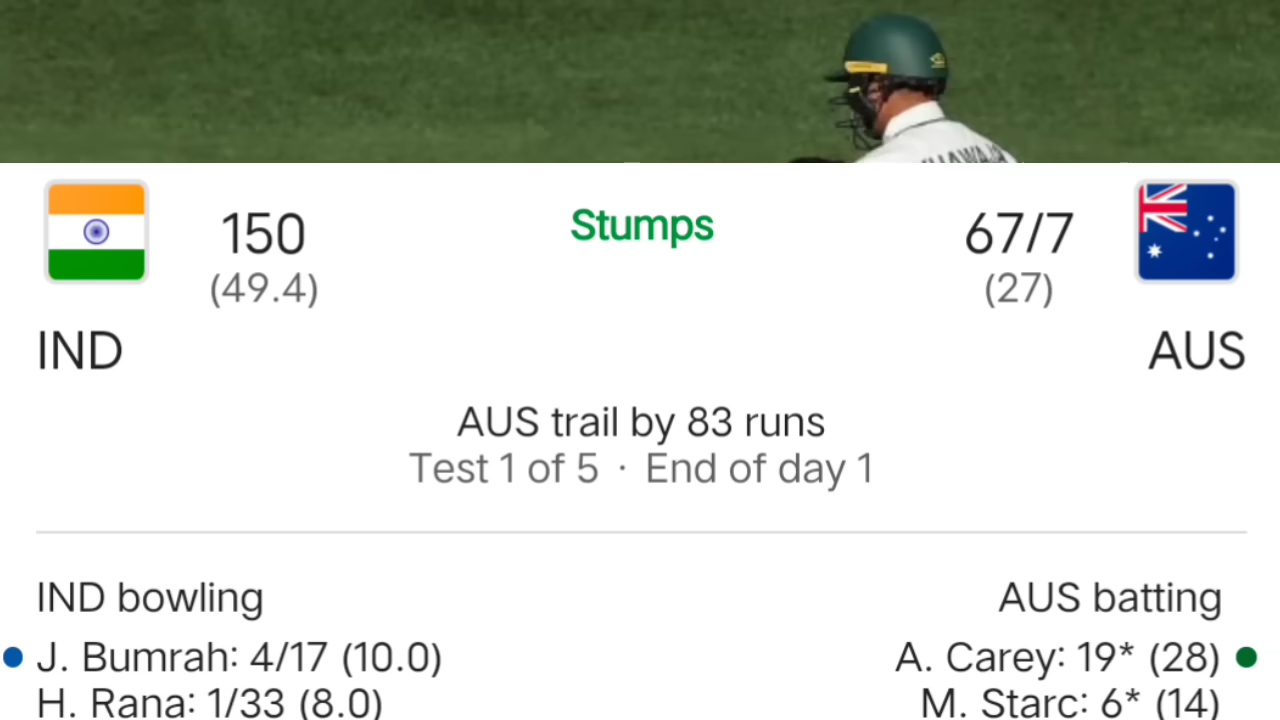 150
(49.4)
IND
Stumps
67/7
(27)
AUS
AUS trail by 83 runs
Test 1 of 5 · End of day 1
IND bowling
J. Bumrah: 4/17 (10.0)
H. Rana: 1/33 (8.0)
AUS batting
A. Carey: 19* (28)
M. Starc: 6* (14)